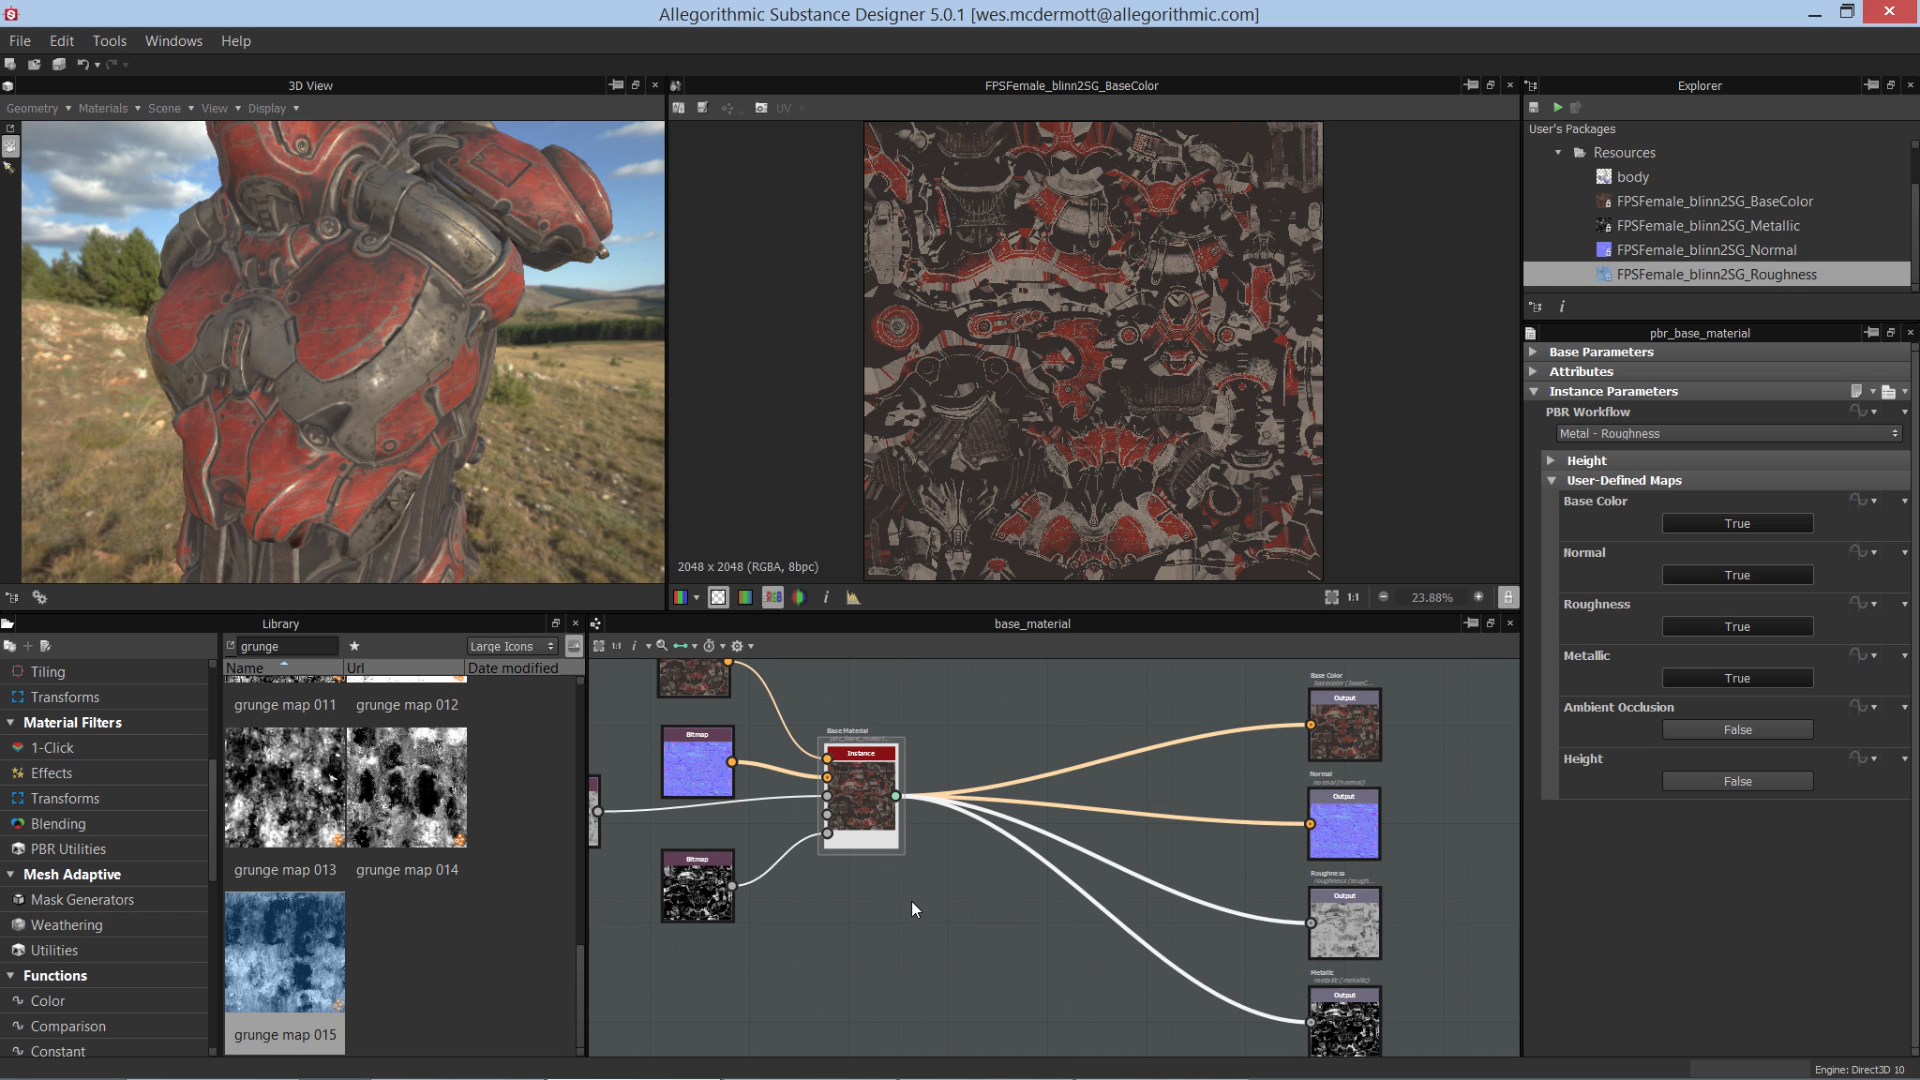 Allegorithmic Substance Designer 5.0.1 [wes.mcdermott@allegorithmic.com]
File Edit Tools Windows Help
3D View
Geometry Materials Scene View Display
FPSFemale_blinn2SG_BaseColor
UV
2048 x 2048 (RGBA, 8bpc)
1:1
23.88%
Explorer
User's Packages
Resources
body
FPSFemale_blinn2SG_BaseColor
FPSFemale_blinn2SG_Metallic
FPSFemale_blinn2SG_Normal
FPSFemale_blinn2SG_Roughness
pbr_base_material
Base Parameters
Attributes
Instance Parameters
PBR Workflow
Metal - Roughness
Height
User-Defined Maps
Base Color
True
Normal
True
Roughness
True
Metallic
True
Ambient Occlusion
False
Height
False
Library
grunge
Large Icons
Name Url Date modified
Tiling
Transforms
Material Filters
1-Click
Effects
Transforms
Blending
PBR Utilities
Mesh Adaptive
Mask Generators
Weathering
Utilities
Functions
Color
Comparison
Constant
grunge map 011
grunge map 012
grunge map 013
grunge map 014
grunge map 015
base_material
1:1
Bitmap
Bitmap
Base Material
Instance
Base Color
Output
Normal
normal (normal)
Output
Roughness
Output
Metallic
metallic (metallic)
Output
Engine: Direct3D 10